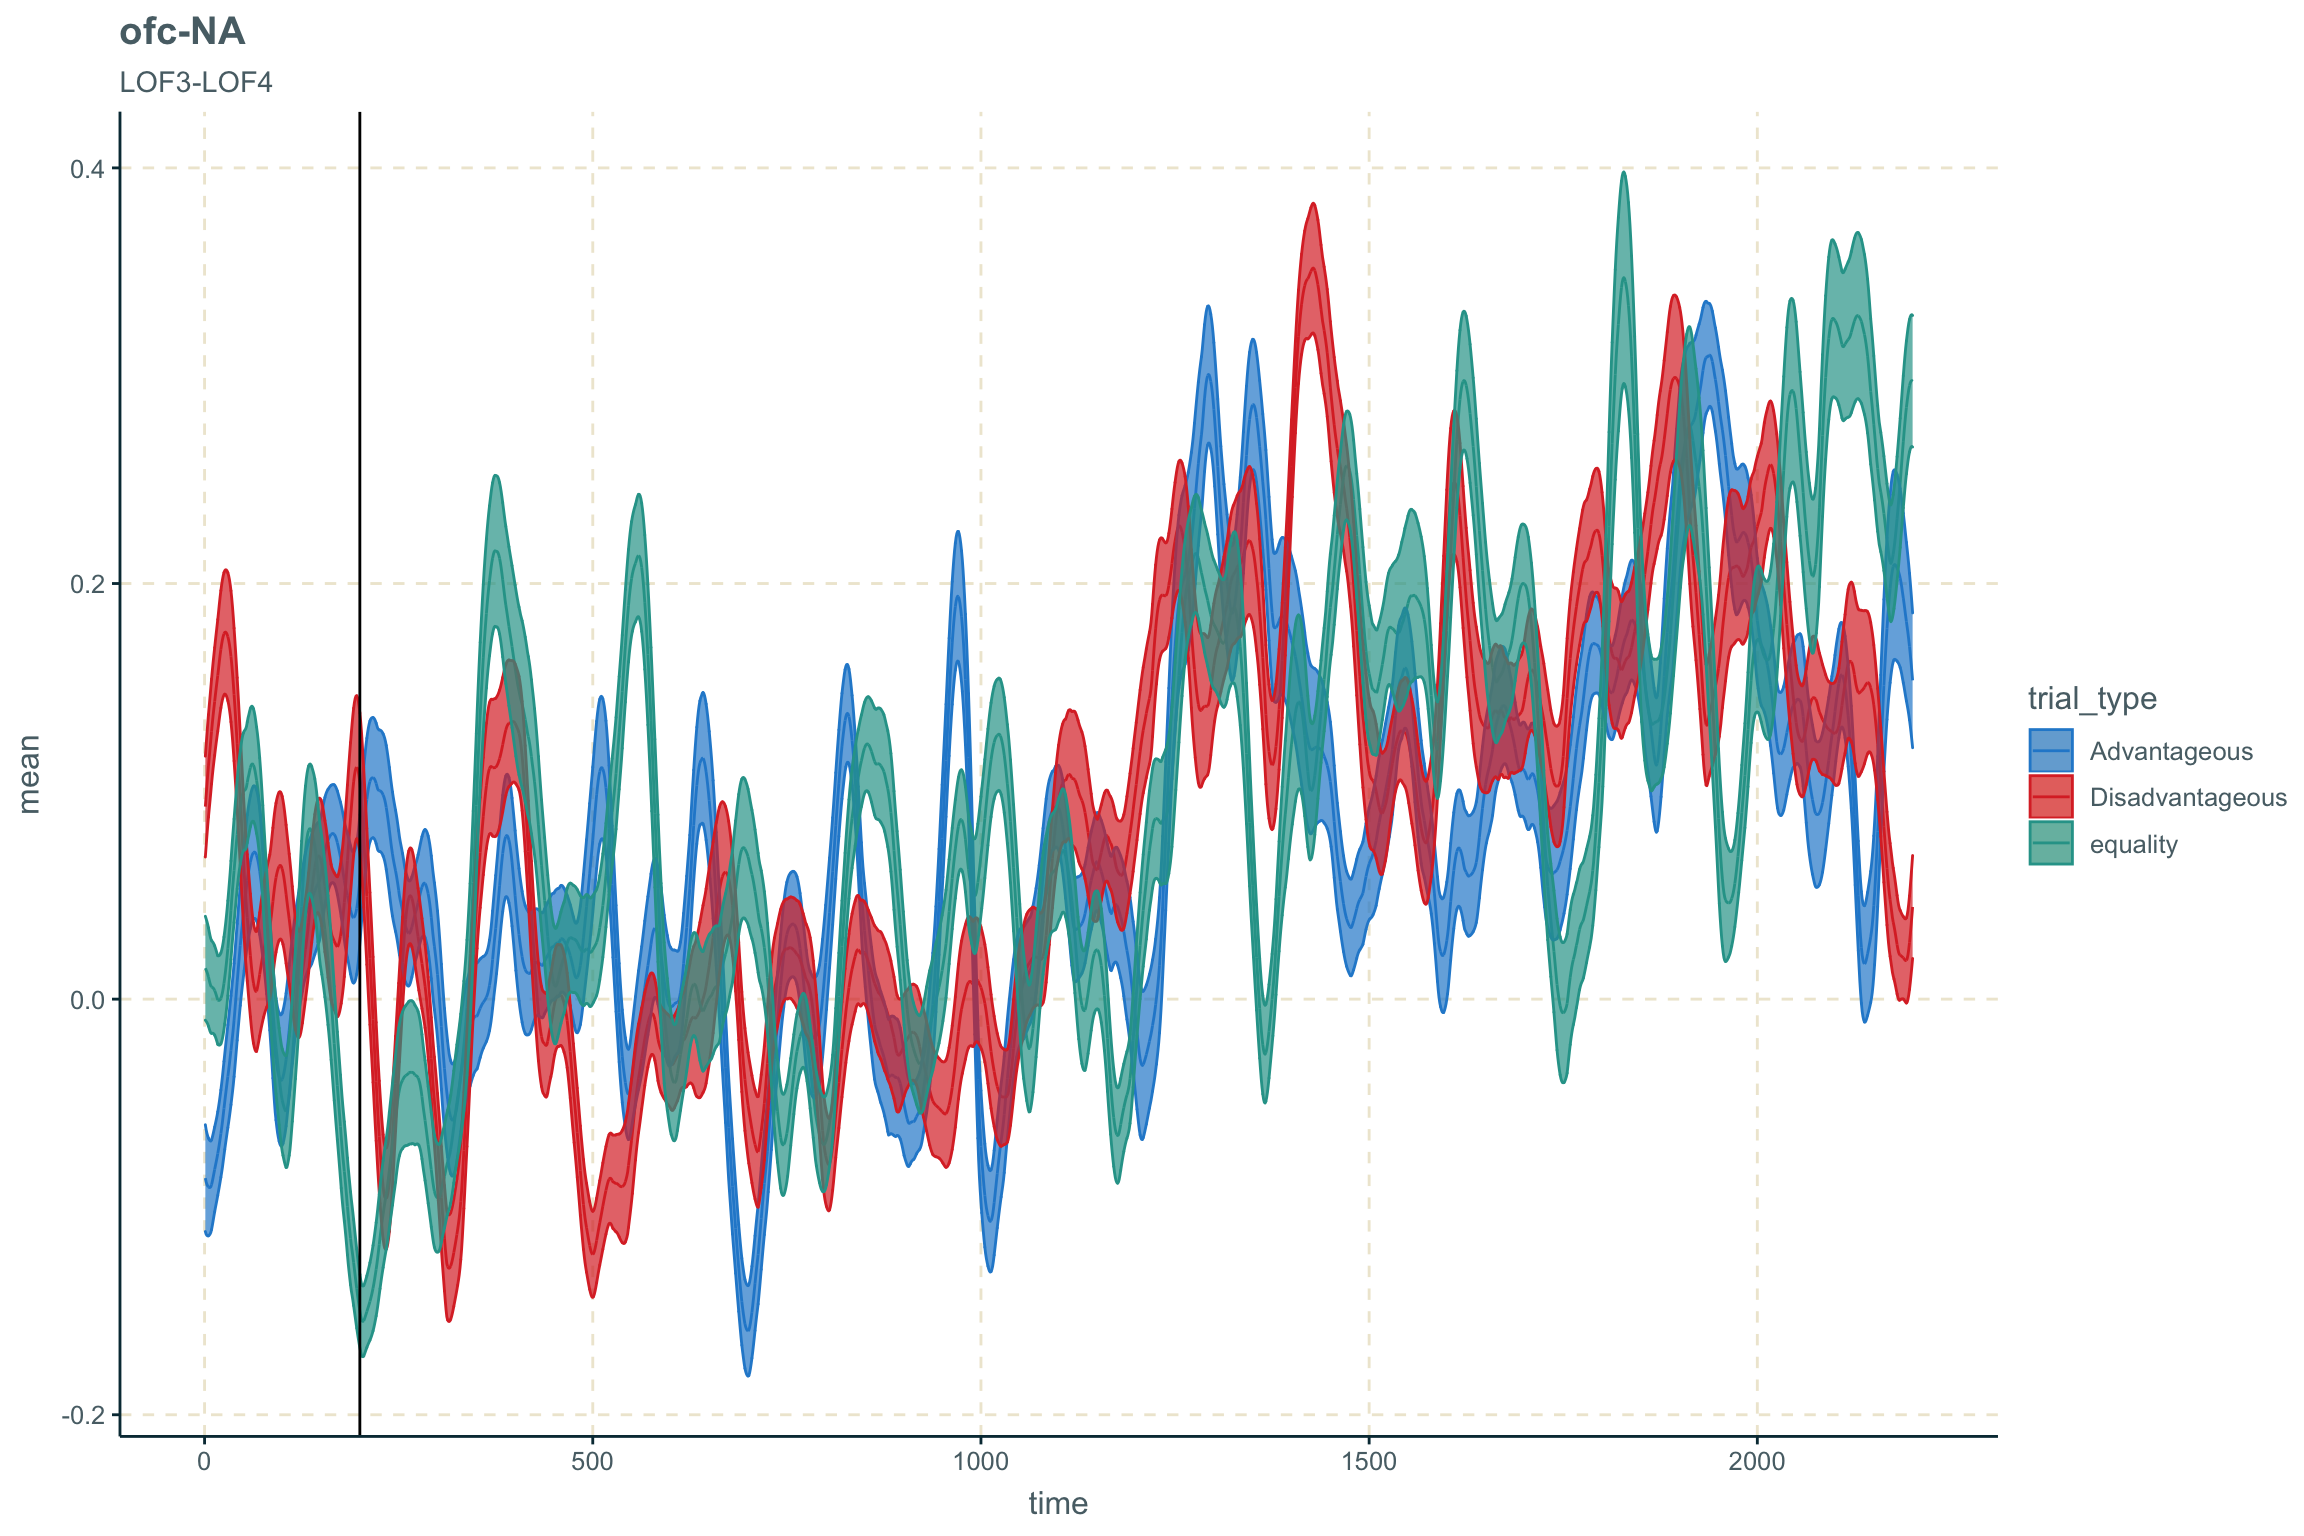 ofc-NA
LOF3-LOF4
0.4
0.2
0.0
-0.2
mean
0
500
1000
1500
2000
time
trial_type
Advantageous
Disadvantageous
equality